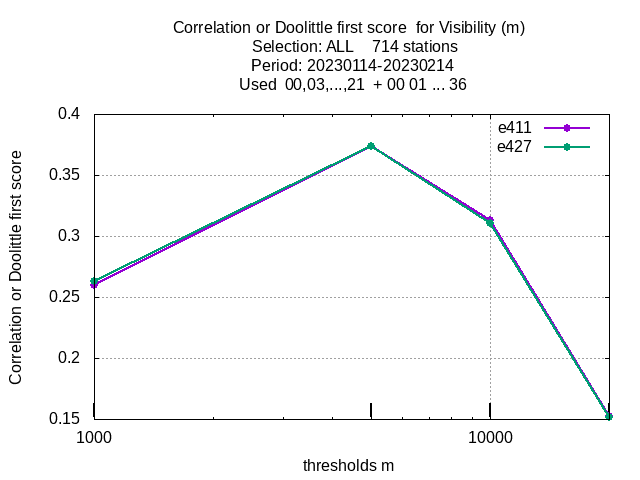 Correlation or Doolittle first score  for Visibility (m)
Selection: ALL    714 stations
Period: 20230114-20230214
Used  00,03,...,21  + 00 01 ... 36
e411
e427
0.4
0.35
0.3
0.25
0.2
0.15
Correlation or Doolittle first score
1000
10000
thresholds m